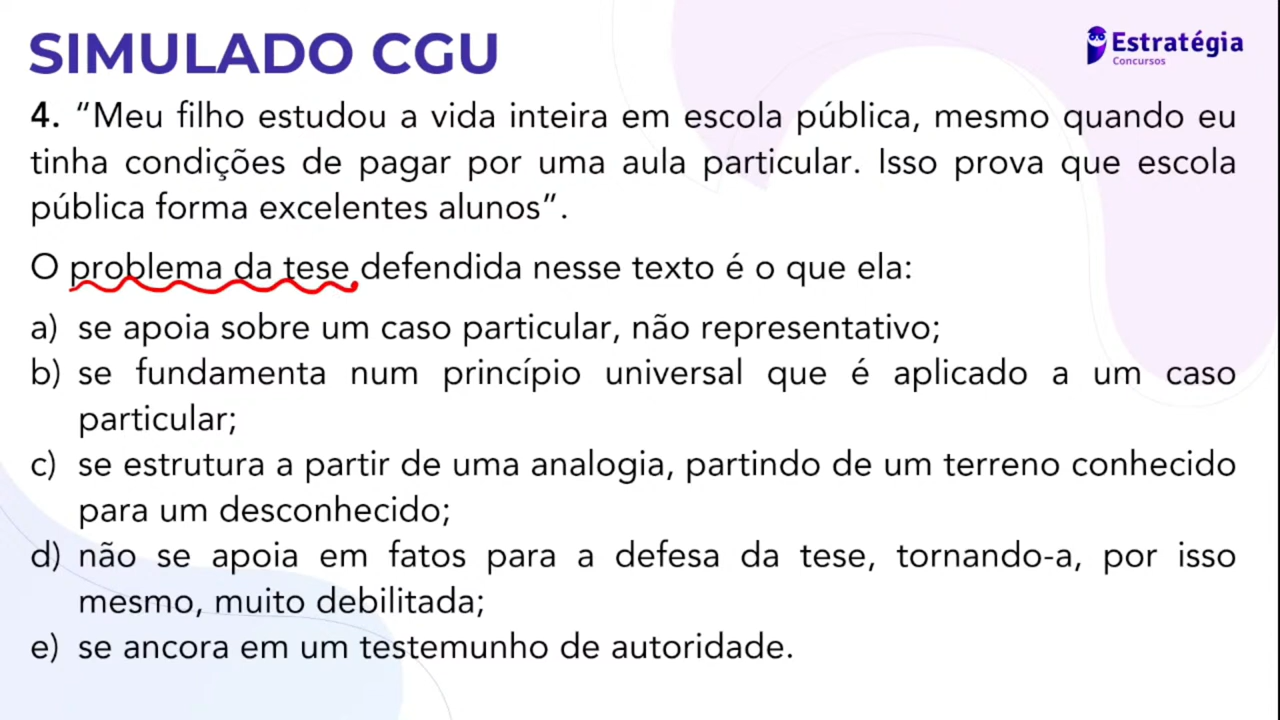 SIMULADO CGU
Estratégia
Concursos
4. “Meu filho estudou a vida inteira em escola pública, mesmo quando eu
tinha condições de pagar por uma aula particular. Isso prova que escola
pública forma excelentes alunos”.
O problema da tese defendida nesse texto é o que ela:
a) se apoia sobre um caso particular, não representativo;
b) se fundamenta num princípio universal que é aplicado a um caso
particular;
c) se estrutura a partir de uma analogia, partindo de um terreno conhecido
para um desconhecido;
d) não se apoia em fatos para a defesa da tese, tornando-a, por isso
mesmo, muito debilitada;
e) se ancora em um testemunho de autoridade.